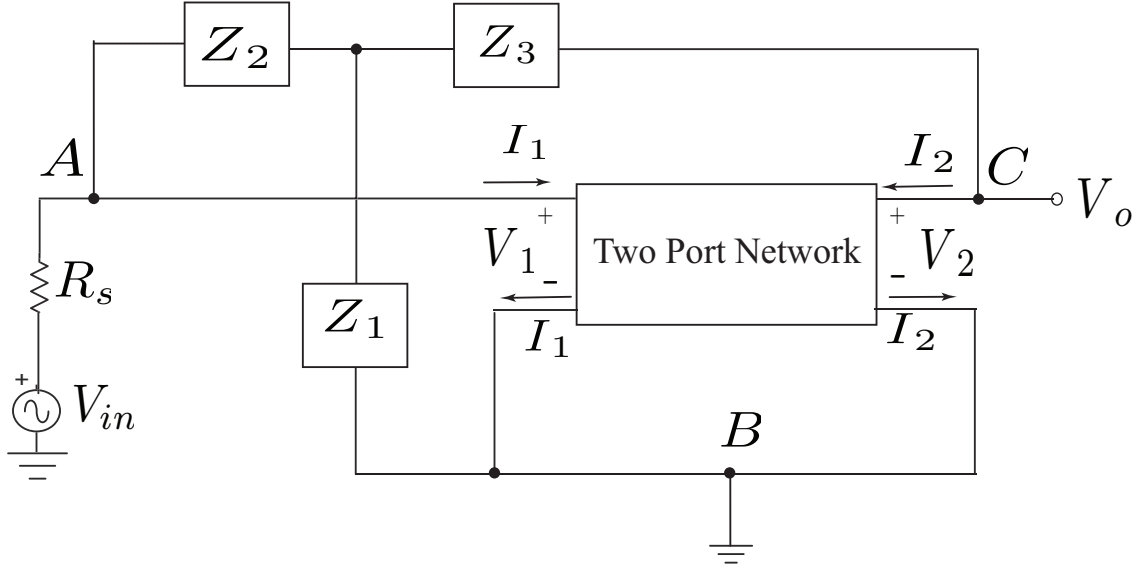 Z2 Z3
A I1 I2 C
Vo
+ +
V1 Two Port Network V2
- -
Rs
Z1 I1 I2
+
Vin
B